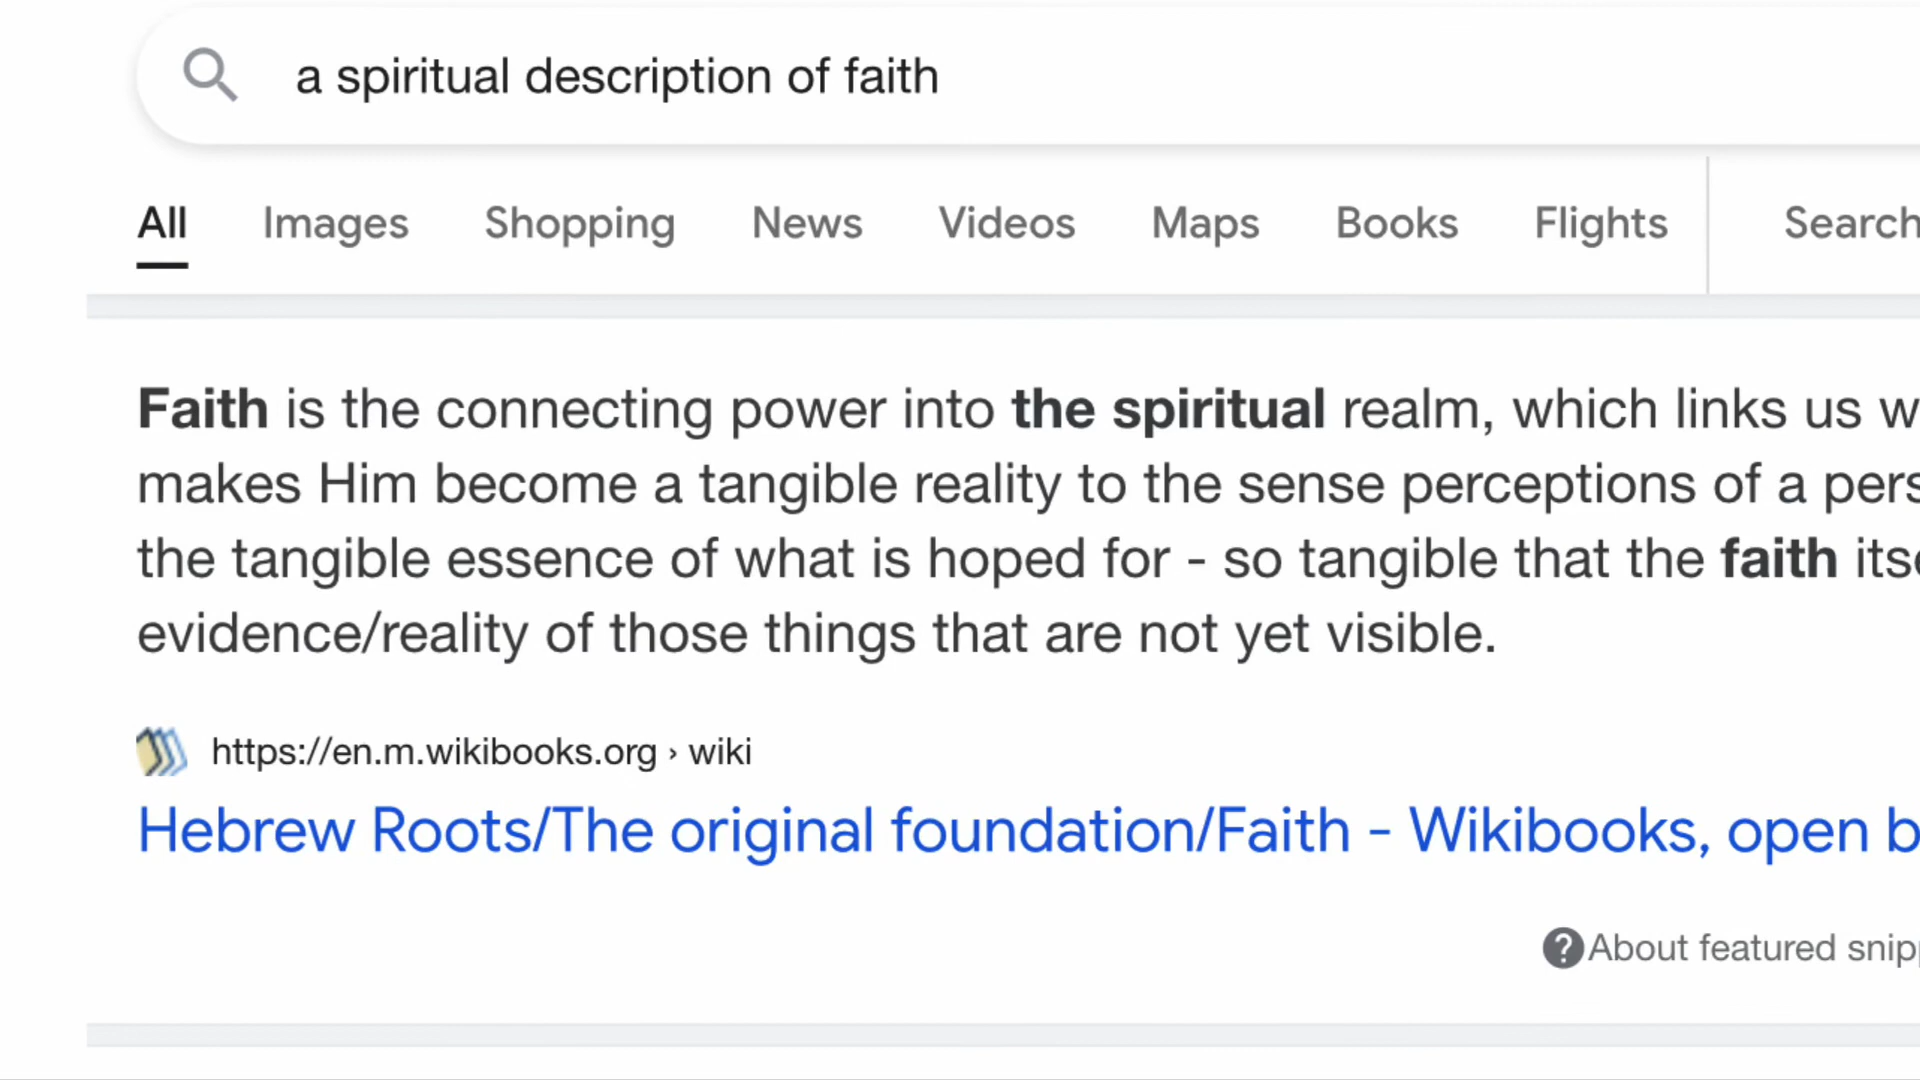 a spiritual description of faith
All Images Shopping News Videos Maps Books Flights Search
Faith is the connecting power into the spiritual realm, which links us
makes Him become a tangible reality to the sense perceptions of a
the tangible essence of what is hoped for - so tangible that the faith
evidence/reality of those things that are not yet visible.
https://en.m.wikibooks.org › wiki
Hebrew Roots/The original foundation/Faith - Wikibooks, open
About featured